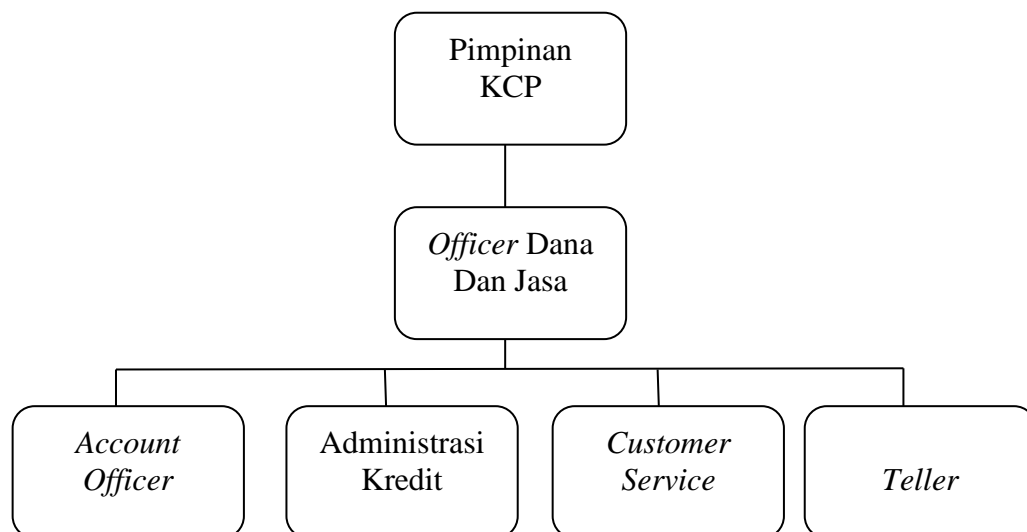 Pimpinan
KCP
Officer Dana
Dan Jasa
Account
Officer
Administrasi
Kredit
Customer
Service
Teller